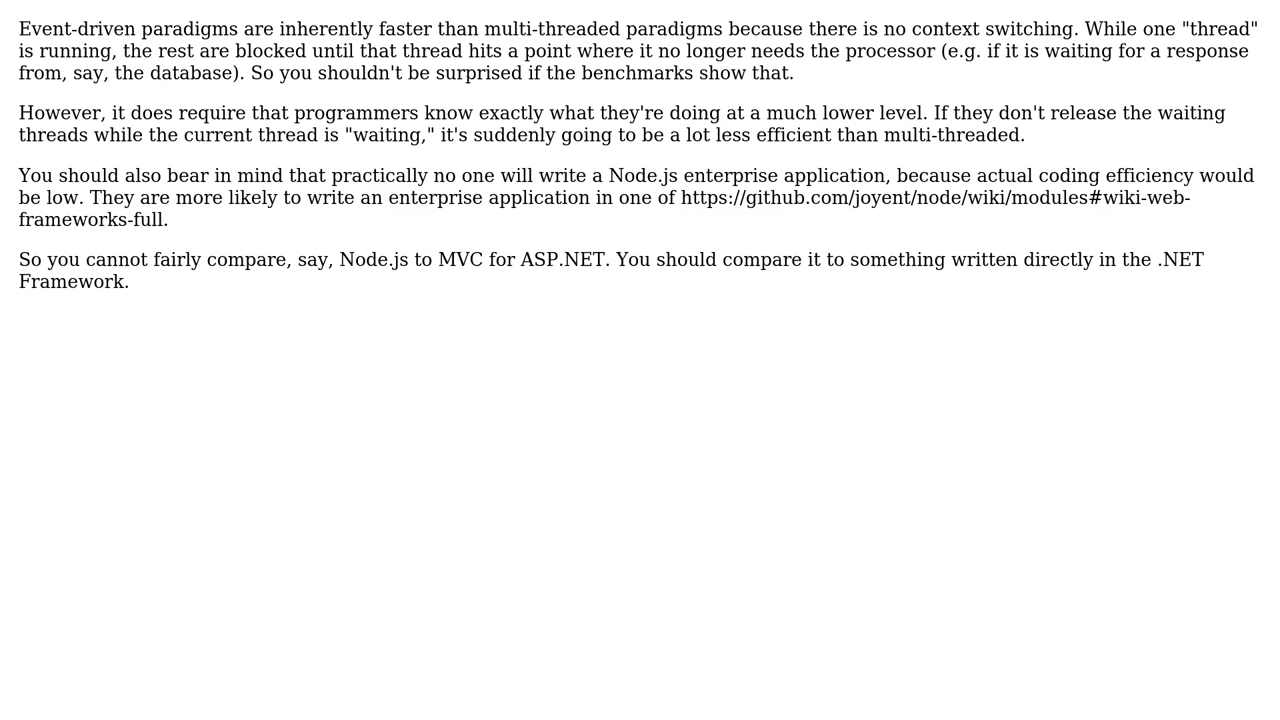 Event-driven paradigms are inherently faster than multi-threaded paradigms because there is no context switching. While one "thread"
is running, the rest are blocked until that thread hits a point where it no longer needs the processor (e.g. if it is waiting for a response
from, say, the database). So you shouldn't be surprised if the benchmarks show that.
However, it does require that programmers know exactly what they're doing at a much lower level. If they don't release the waiting
threads while the current thread is "waiting," it's suddenly going to be a lot less efficient than multi-threaded.
You should also bear in mind that practically no one will write a Node.js enterprise application, because actual coding efficiency would
be low. They are more likely to write an enterprise application in one of https://github.com/joyent/node/wiki/modules#wiki-web-
frameworks-full.
So you cannot fairly compare, say, Node.js to MVC for ASP.NET. You should compare it to something written directly in the .NET
Framework.